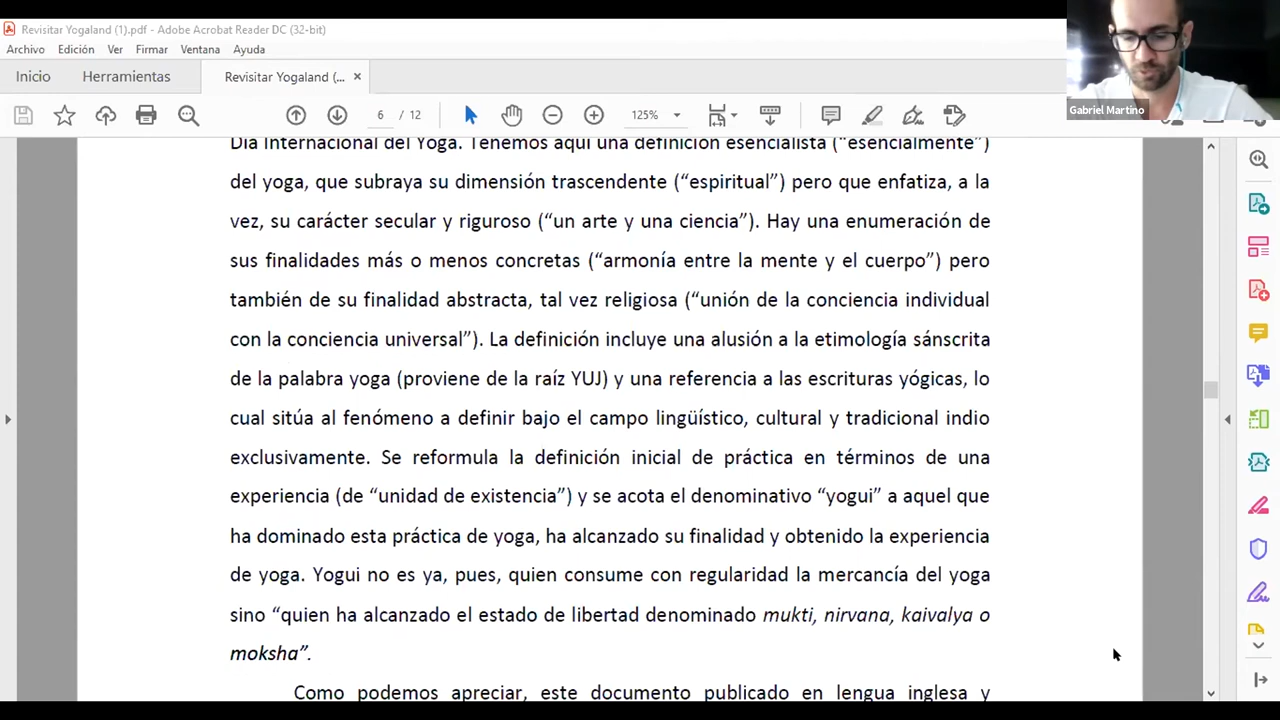 Revisitar Yogaland (1).pdf - Adobe Acrobat Reader DC (32-bit)
Archivo Edición Ver Firmar Ventana Ayuda
Inicio Herramientas Revisitar Yogaland (... ×
6 / 12 125%
Gabriel Martino
Día Internacional del Yoga. Tenemos aquí una definición esencialista (“esencialmente”)
del yoga, que subraya su dimensión trascendente (“espiritual”) pero que enfatiza, a la
vez, su carácter secular y riguroso (“un arte y una ciencia”). Hay una enumeración de
sus finalidades más o menos concretas (“armonía entre la mente y el cuerpo”) pero
también de su finalidad abstracta, tal vez religiosa (“unión de la conciencia individual
con la conciencia universal”). La definición incluye una alusión a la etimología sánscrita
de la palabra yoga (proviene de la raíz YUJ) y una referencia a las escrituras yógicas, lo
cual sitúa al fenómeno a definir bajo el campo lingüístico, cultural y tradicional indio
exclusivamente. Se reformula la definición inicial de práctica en términos de una
experiencia (de “unidad de existencia”) y se acota el denominativo “yogui” a aquel que
ha dominado esta práctica de yoga, ha alcanzado su finalidad y obtenido la experiencia
de yoga. Yogui no es ya, pues, quien consume con regularidad la mercancía del yoga
sino “quien ha alcanzado el estado de libertad denominado mukti, nirvana, kaivalya o
moksha”.
Como podemos apreciar, este documento publicado en lengua inglesa y